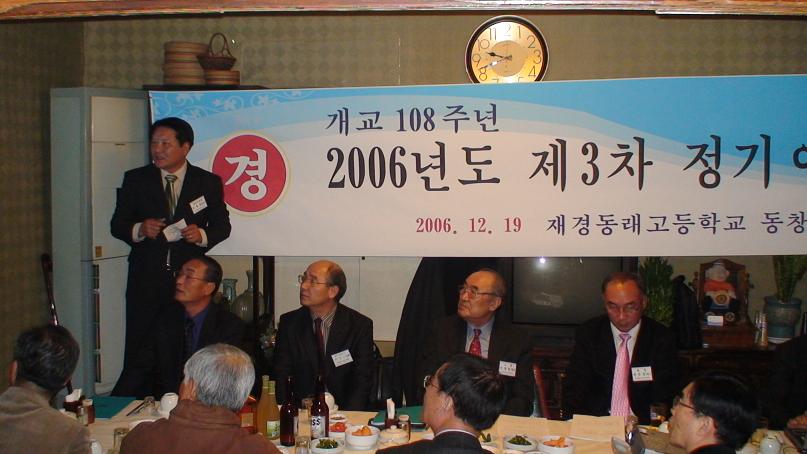 개교 108주년
경
2006년도 제3차 정기
2006. 12. 19 재경동래고등학교 동창